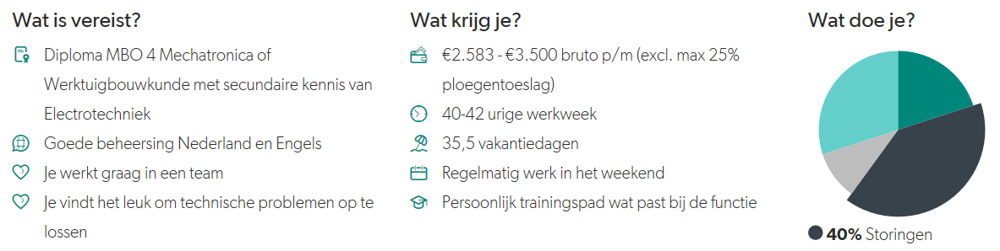 Wat is vereist?
Diploma MBO 4 Mechatronica of
Werktuigbouwkunde met secundaire kennis van
Electrotechniek
Goede beheersing Nederland en Engels
Je werkt graag in een team
Je vindt het leuk om technische problemen op te
lossen
Wat krijg je?
€2.583 - €3.500 bruto p/m (excl. max 25%
ploegentoeslag)
40-42 urige werkweek
35,5 vakantiedagen
Regelmatig werk in het weekend
Persoonlijk trainingspad wat past bij de functie
Wat doe je?
40% Storingen